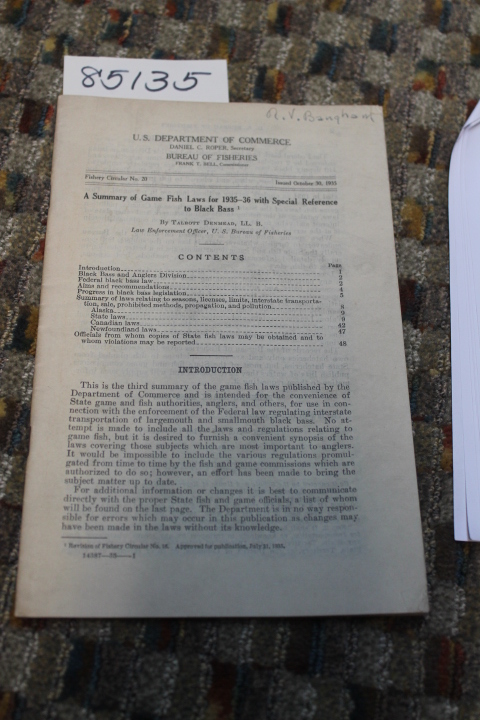 85135
R.V. Banghart
U.S. DEPARTMENT OF COMMERCE
DANIEL C. ROPER, Secretary
BUREAU OF FISHERIES
FRANK T. BELL, Commissioner
Fishery Circular No. 20 Issued October 30, 1935
A Summary of Game Fish Laws for 1935–36 with Special Reference
to Black Bass ¹
By TALBOTT DENMEAD, LL. B.
Law Enforcement Officer, U. S. Bureau of Fisheries
CONTENTS
Page
Introduction 1
Black Bass and Anglers Division 2
Federal black bass law 2
Aims and recommendations 4
Progress in black bass legislation 5
Summary of laws relating to seasons, licenses, limits, interstate transporta-
tion, sale, prohibited methods, propagation, and pollution 8
Alaska 9
State laws 9
Canadian laws 42
Newfoundland laws 47
Officials from whom copies of State fish laws may be obtained and to
whom violations may be reported 48
INTRODUCTION
This is the third summary of the game fish laws published by the
Department of Commerce and is intended for the convenience of
State game and fish authorities, anglers, and others, for use in con-
nection with the enforcement of the Federal law regulating interstate
transportation of largemouth and smallmouth black bass. No at-
tempt is made to include all the laws and regulations relating to
game fish, but it is desired to furnish a convenient synopsis of the
laws covering those subjects which are most important to anglers.
It would be impossible to include the various regulations promul-
gated from time to time by the fish and game commissions which are
authorized to do so; however, an effort has been made to bring the
subject matter up to date.
For additional information or changes it is best to communicate
directly with the proper State fish and game officials, a list of whom
will be found on the last page. The Department is in no way respon-
sible for errors which may occur in this publication as changes may
have been made in the laws without its knowledge.
¹ Revision of Fishery Circular No. 16. Approved for publication, July 31, 1935.